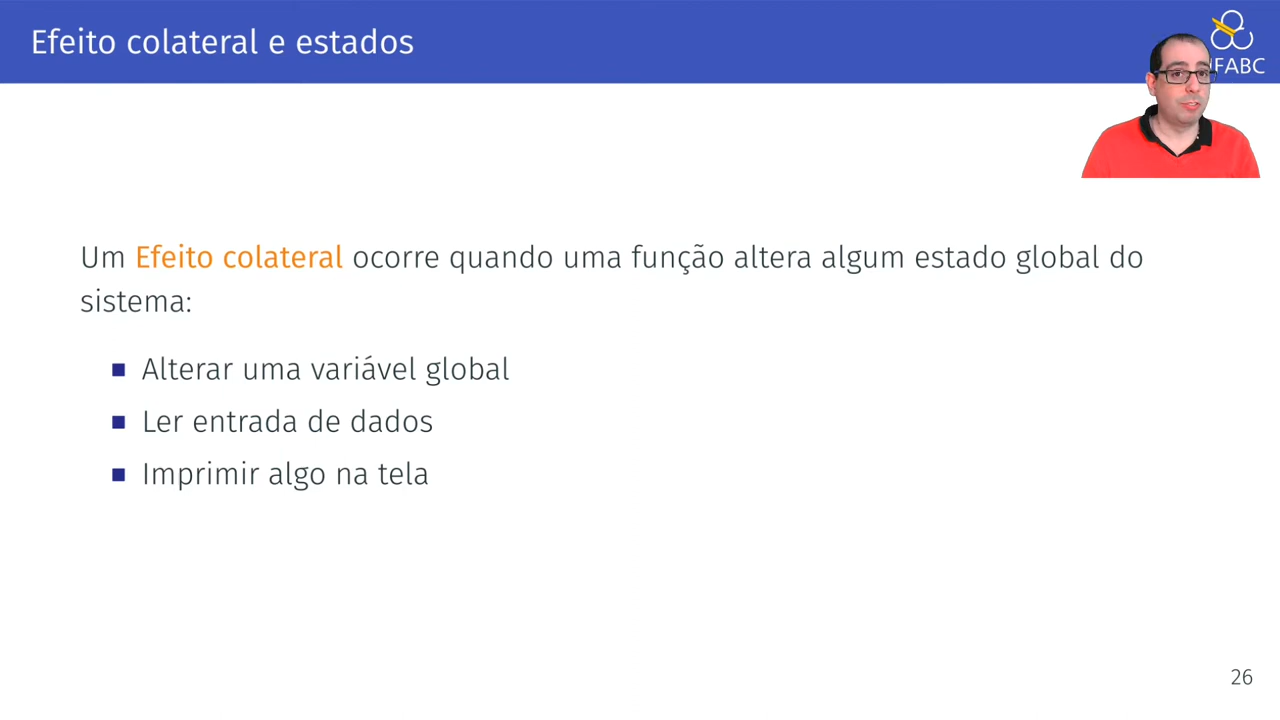 Efeito colateral e estados
FABC
Um Efeito colateral ocorre quando uma função altera algum estado global do
sistema:
Alterar uma variável global
Ler entrada de dados
Imprimir algo na tela
26